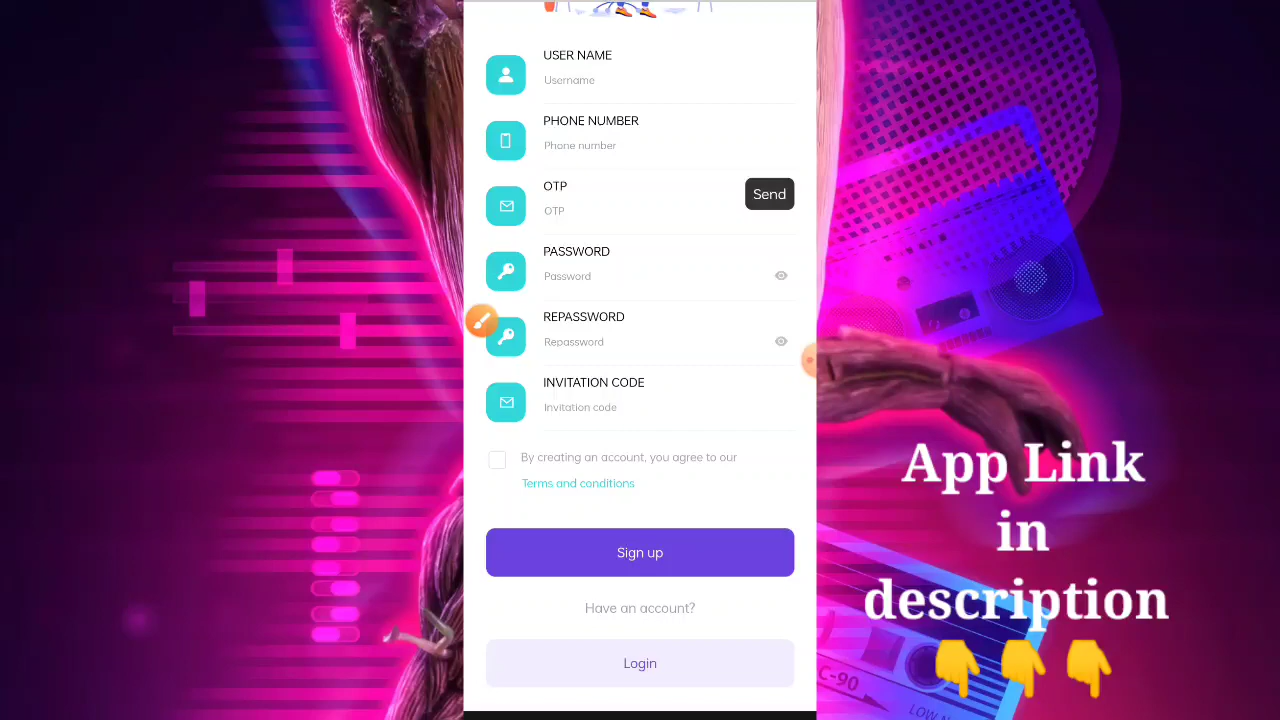 USER NAME
Username
PHONE NUMBER
Phone number
OTP
OTP
Send
PASSWORD
Password
REPASSWORD
Repassword
INVITATION CODE
Invitation code
By creating an account, you agree to our
Terms and conditions
Sign up
Have an account?
Login
App Link
in
description
👇👇👇
C-90